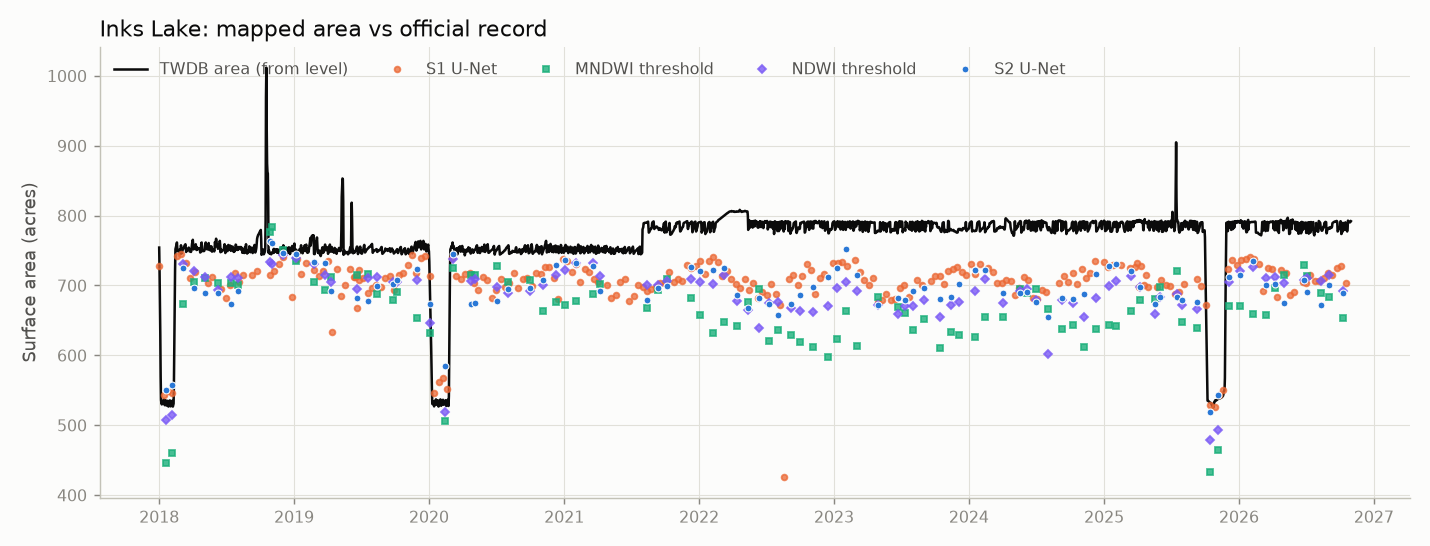 Inks Lake: mapped area vs official record
TWDB area (from level) S1 U-Net MNDWI threshold NDWI threshold S2 U-Net
Surface area (acres)
1000
900
800
700
600
500
400
2018 2019 2020 2021 2022 2023 2024 2025 2026 2027